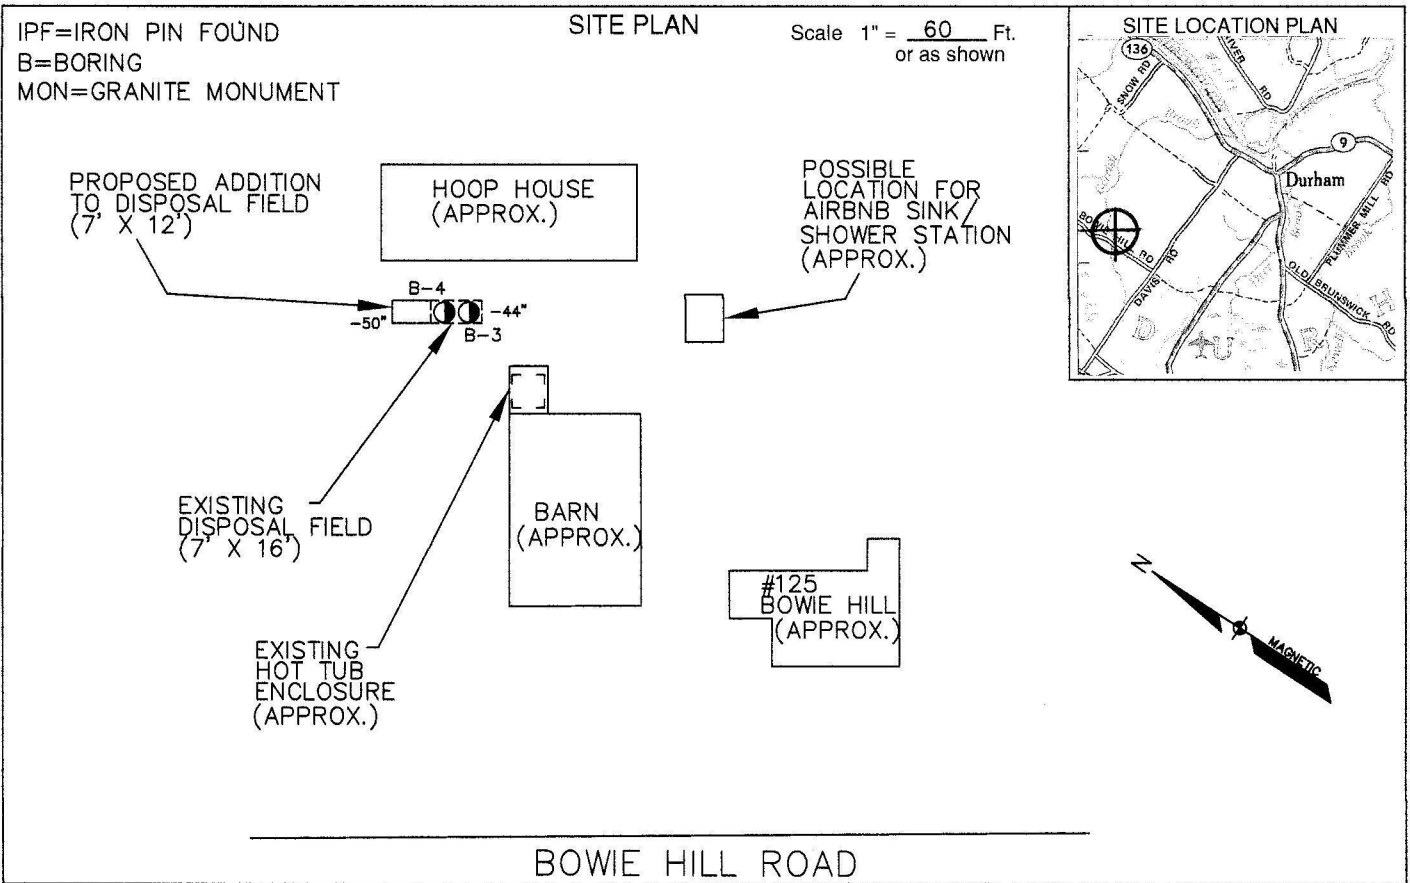 IPF=IRON PIN FOUND
B=BORING
MON=GRANITE MONUMENT
SITE PLAN
Scale 1" = 60 Ft.
or as shown
SITE LOCATION PLAN
136
SNOW RD
RIVER RD
9
Durham
PLUMMER MILL RD
BOWIE HILL RD
DAVIS RD
OLD BRUNSWICK RD
D U R H
PROPOSED ADDITION
TO DISPOSAL FIELD
(7' X 12')
HOOP HOUSE
(APPROX.)
POSSIBLE
LOCATION FOR
AIRBNB SINK/
SHOWER STATION
(APPROX.)
B-4
-50"
-44"
B-3
EXISTING
DISPOSAL FIELD
(7' X 16')
BARN
(APPROX.)
#125
BOWIE HILL
(APPROX.)
EXISTING
HOT TUB
ENCLOSURE
(APPROX.)
N
MAGNETIC
BOWIE HILL ROAD